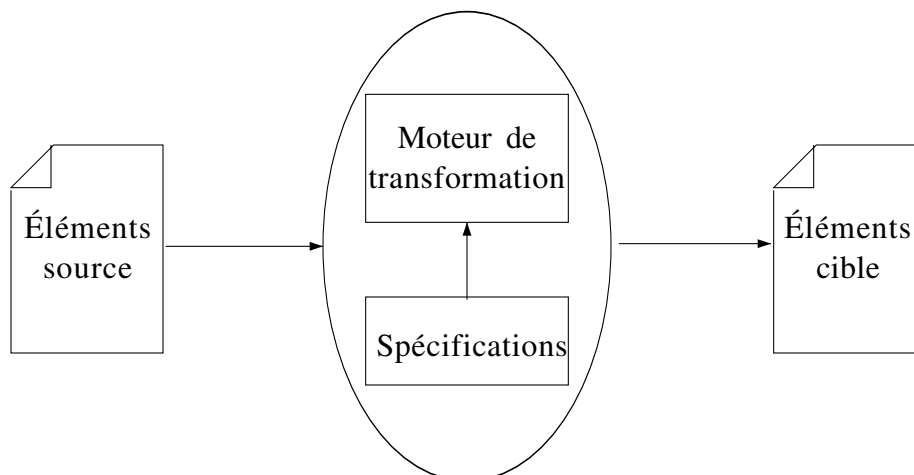 Éléments
source
Moteur de
transformation
Spécifications
Éléments
cible